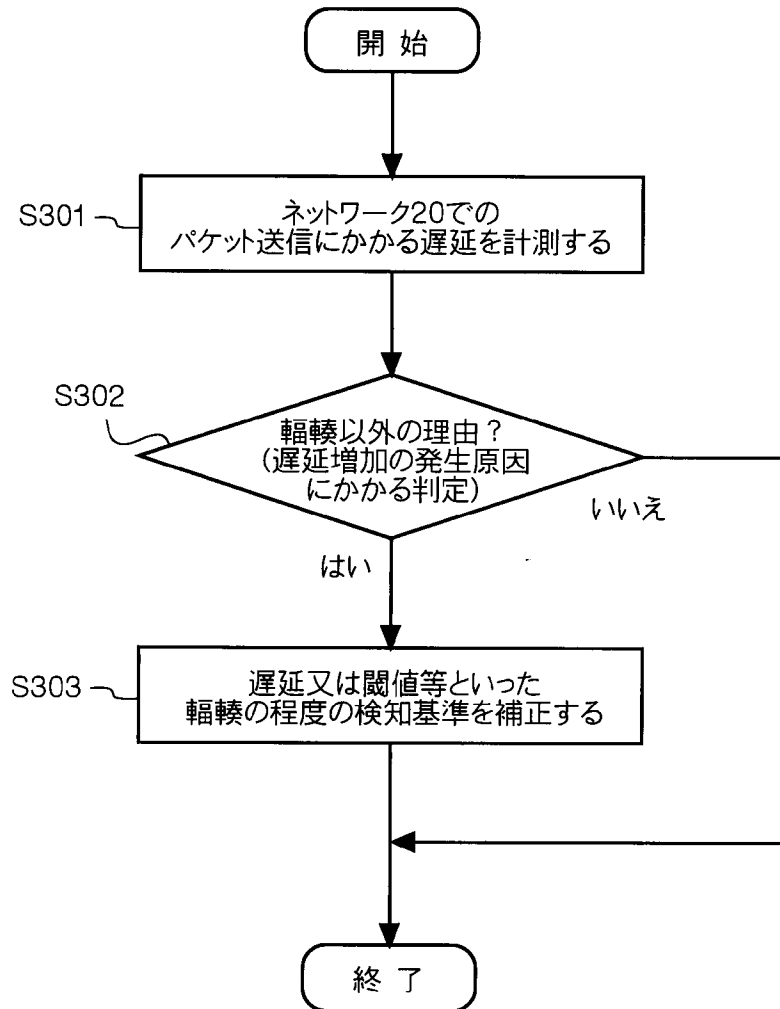 開始
S301
ネットワーク20での
パケット送信にかかる遅延を計測する
S302
輻輳以外の理由？
(遅延増加の発生原因
にかかる判定)
いいえ
はい
S303
遅延又は閾値等といった
輻輳の程度の検知基準を補正する
終了